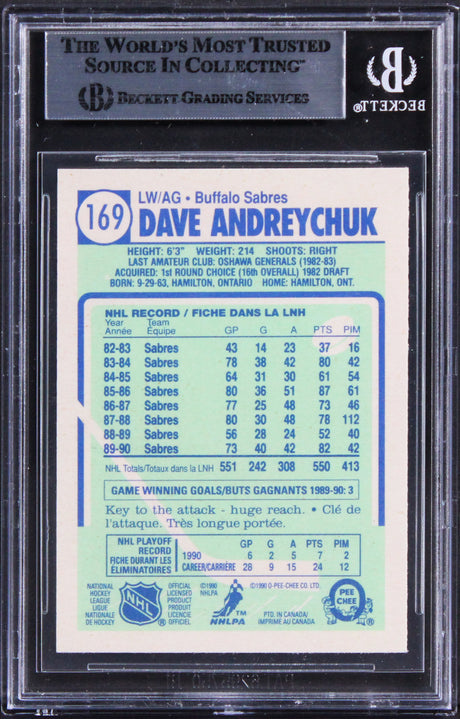 THE WORLD'S MOST TRUSTED
SOURCE IN COLLECTING™
B BECKETT GRADING SERVICES
B
BECKETT®
169
LW/AG • Buffalo Sabres
DAVE ANDREYCHUK
HEIGHT: 6'3" WEIGHT: 214 SHOOTS: RIGHT
LAST AMATEUR CLUB: OSHAWA GENERALS (1982-83)
ACQUIRED: 1st ROUND CHOICE (16th OVERALL) 1982 DRAFT
BORN: 9-29-63, HAMILTON, ONTARIO HOME: HAMILTON, ONT.
NHL RECORD / FICHE DANS LA LNH
Year Team
Année Équipe GP G A PTS PIM
82-83 Sabres 43 14 23 37 16
83-84 Sabres 78 38 42 80 42
84-85 Sabres 64 31 30 61 54
85-86 Sabres 80 36 51 87 61
86-87 Sabres 77 25 48 73 46
87-88 Sabres 80 30 48 78 112
88-89 Sabres 56 28 24 52 40
89-90 Sabres 73 40 42 82 42
NHL Totals/Totaux dans la LNH 551 242 308 550 413
GAME WINNING GOALS/BUTS GAGNANTS 1989-90: 3
Key to the attack - huge reach. • Clé de
l'attaque. Très longue portée.
NHL PLAYOFF RECORD
FICHE DURANT LES ÉLIMINATOIRES
GP G A PTS PIM
1990 6 2 5 7 2
CAREER/CARRIÈRE 28 9 15 24 12
NATIONAL HOCKEY LEAGUE
LIGUE NATIONALE DE HOCKEY
NHL
OFFICIAL LICENSED PRODUCT
PRODUIT LICENCIÉ OFFICIEL
©1990 NHLPA
NHLPA
©1990 O-PEE-CHEE CO. LTD.
PTD. IN CANADA/
IMPRIMÉ AU CANADA
O PEE CHEE